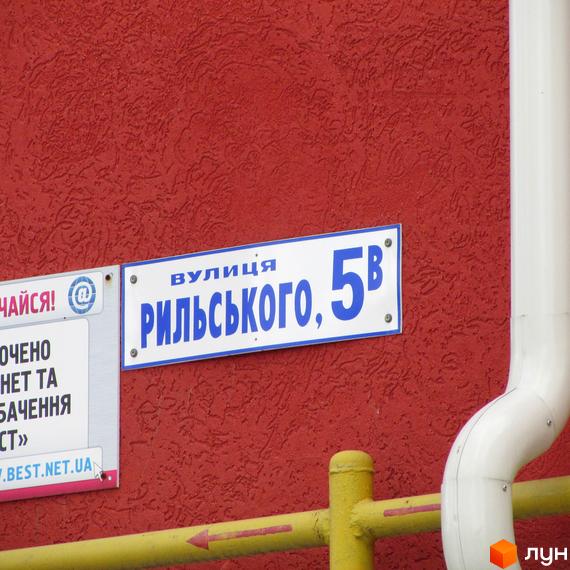 ВУЛИЦЯ
РИЛЬСЬКОГО, 5В
ЧАЙСЯ!
@
ОЧЕНО
НЕТ ТА
БАЧЕННЯ
СТ»
.BEST.NET.UA
лун